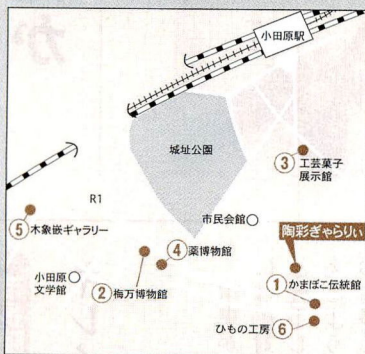 小田原駅
城址公園
③ 工芸菓子
展示館
R1
市民会館
⑤ 木象嵌ギャラリー
④ 薬博物館
陶彩ぎゃらりぃ
小田原
文学館
② 梅万博物館
① かまぼこ伝統館
ひもの工房 ⑥